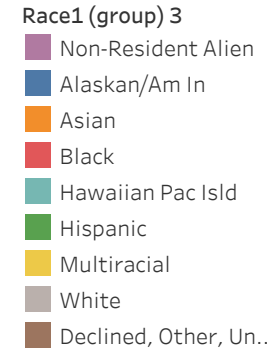 Race1 (group) 3
Non-Resident Alien
Alaskan/Am In
Asian
Black
Hawaiian Pac Isld
Hispanic
Multiracial
White
Declined, Other, Un..